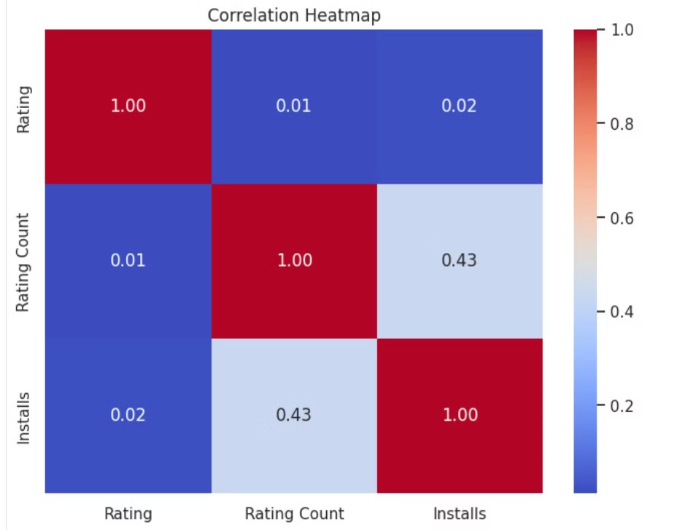 Correlation Heatmap
Rating 1.00 0.01 0.02
Rating Count 0.01 1.00 0.43
Installs 0.02 0.43 1.00
Rating Rating Count Installs
1.0
0.8
0.6
0.4
0.2